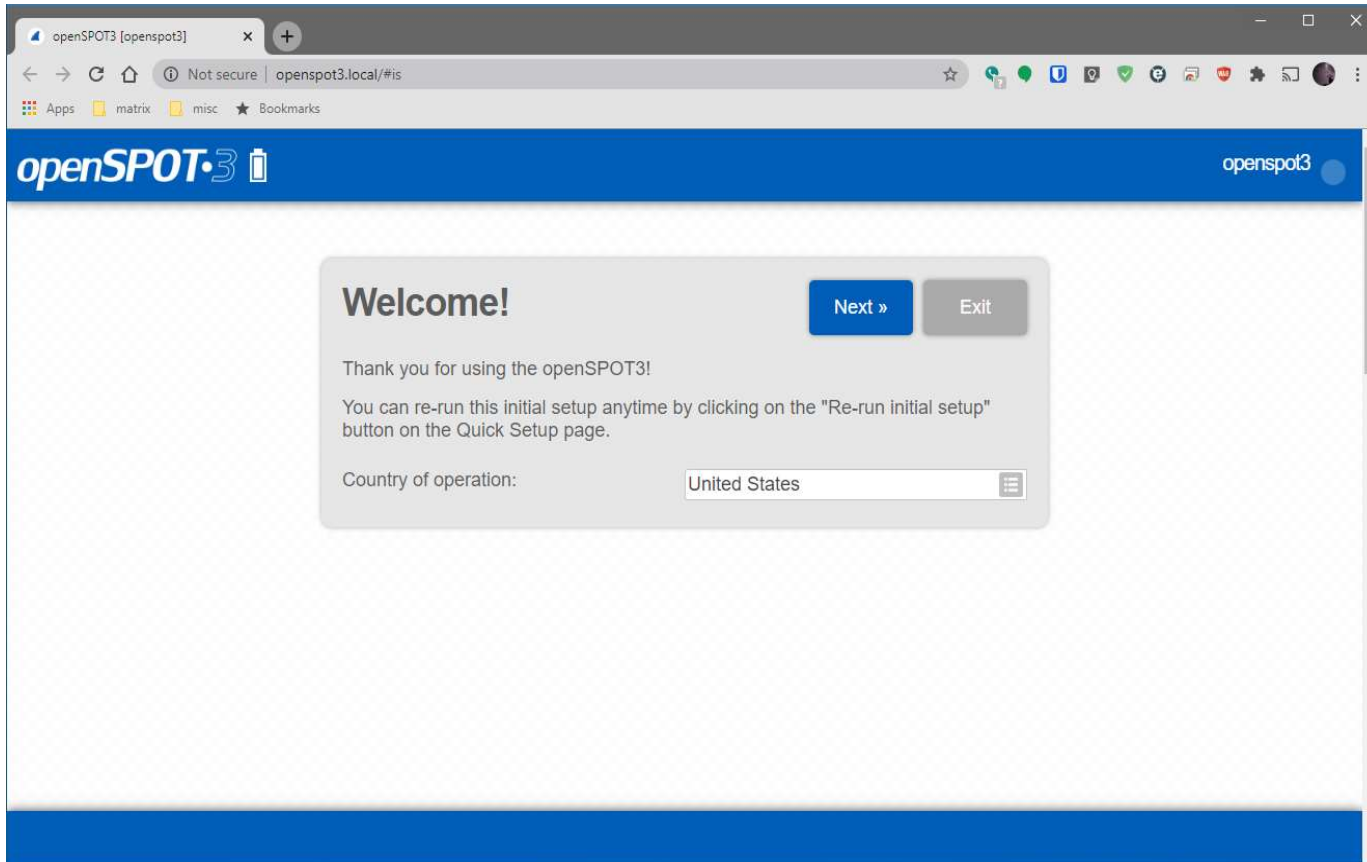 openSPOT3 [openspot3]
Not secure | openspot3.local/#is
Apps matrix misc Bookmarks
openSPOT•3
openspot3
Welcome!
Next »
Exit
Thank you for using the openSPOT3!
You can re-run this initial setup anytime by clicking on the "Re-run initial setup"
button on the Quick Setup page.
Country of operation:
United States